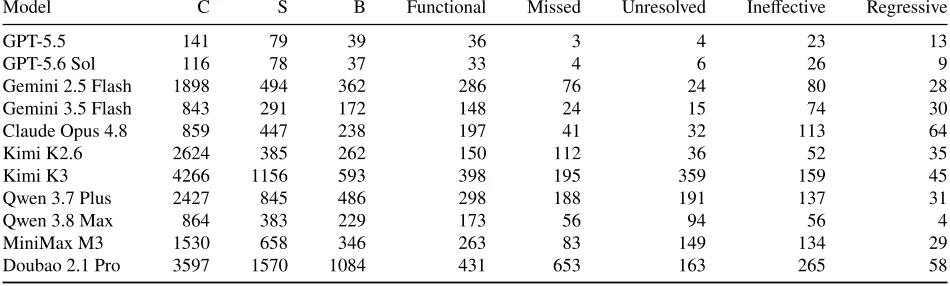 Model C S B Functional Missed Unresolved Ineffective Regressive
GPT-5.5 141 79 39 36 3 4 23 13
GPT-5.6 Sol 116 78 37 33 4 6 26 9
Gemini 2.5 Flash 1898 494 362 286 76 24 80 28
Gemini 3.5 Flash 843 291 172 148 24 15 74 30
Claude Opus 4.8 859 447 238 197 41 32 113 64
Kimi K2.6 2624 385 262 150 112 36 52 35
Kimi K3 4266 1156 593 398 195 359 159 45
Qwen 3.7 Plus 2427 845 486 298 188 191 137 31
Qwen 3.8 Max 864 383 229 173 56 94 56 4
MiniMax M3 1530 658 346 263 83 149 134 29
Doubao 2.1 Pro 3597 1570 1084 431 653 163 265 58